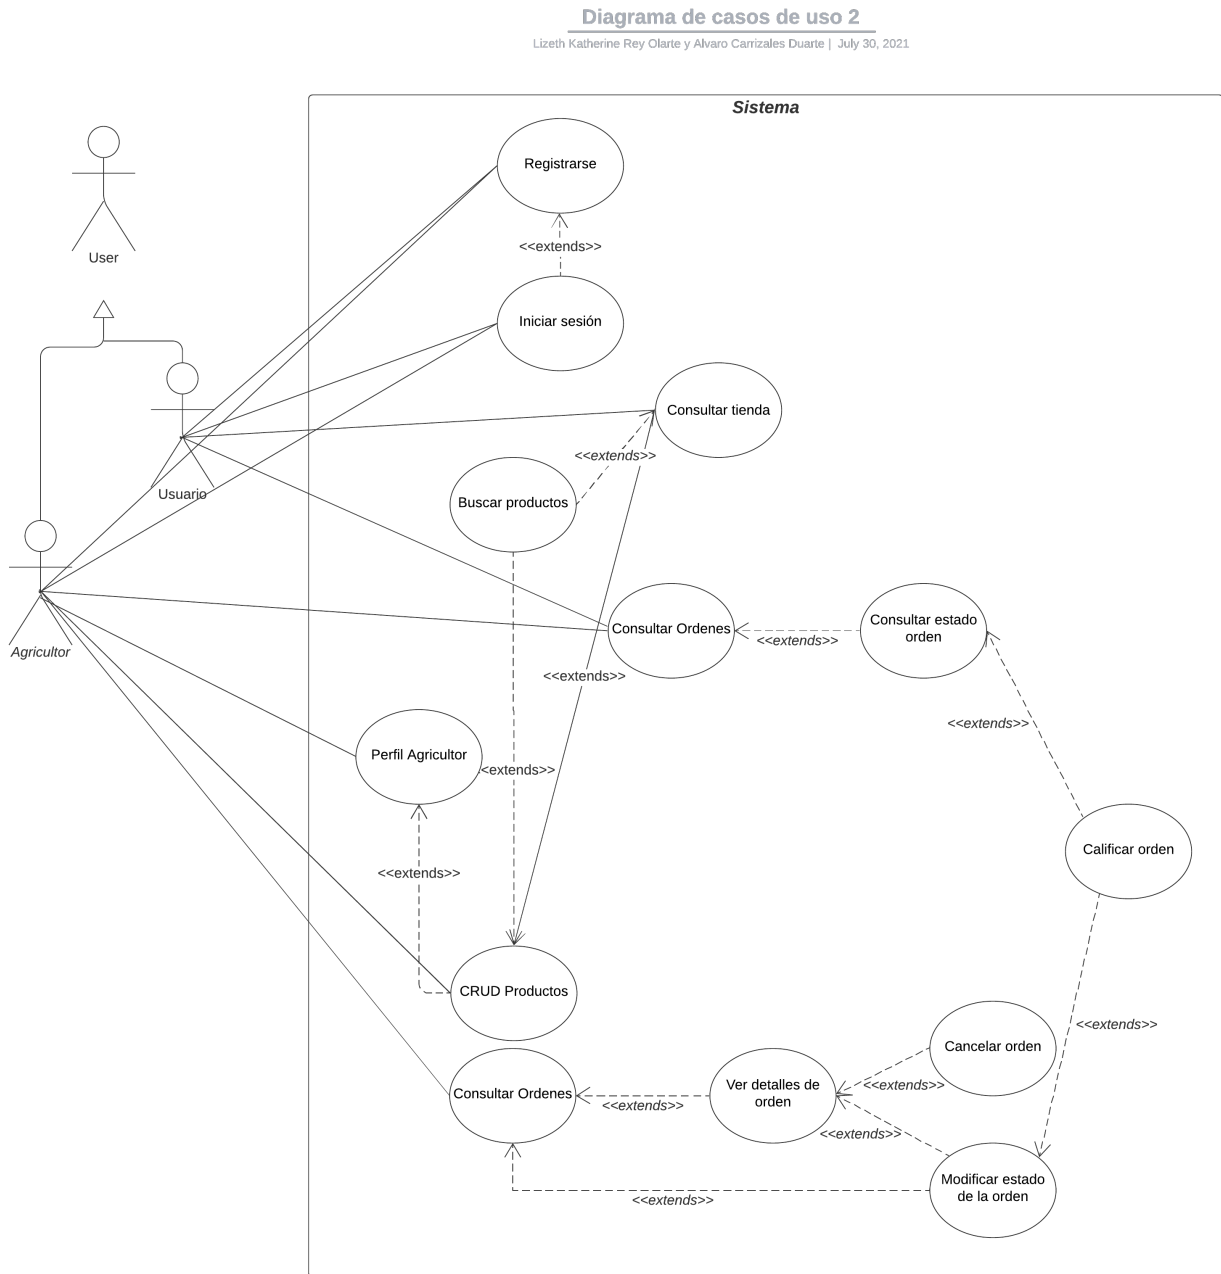 Diagrama de casos de uso 2
Lizeth Katherine Rey Olarte y Alvaro Carrizales Duarte | July 30, 2021
Sistema
Registrarse
User
<<extends>>
Iniciar sesión
Consultar tienda
<<extends>>
Usuario
Buscar productos
Consultar Ordenes
Consultar estado
orden
<<extends>>
Agricultor
<<extends>>
<<extends>>
Perfil Agricultor
<extends>>
<<extends>>
Calificar orden
CRUD Productos
<<extends>>
Cancelar orden
<<extends>>
Consultar Ordenes
Ver detalles de
orden
<<extends>>
<<extends>>
Modificar estado
de la orden
<<extends>>